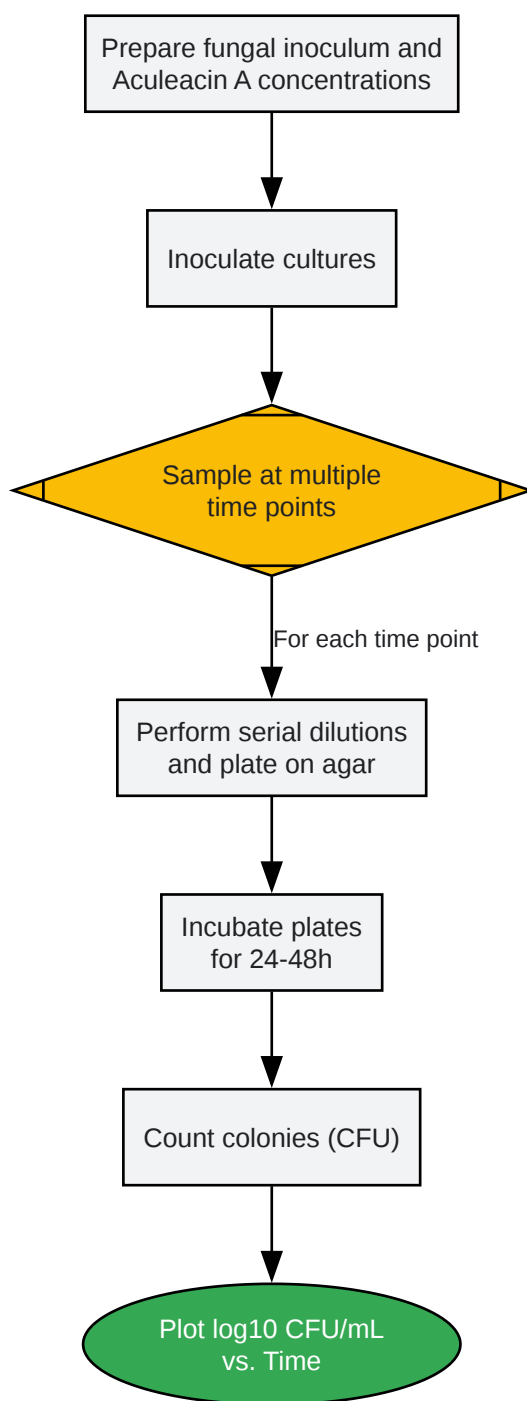 Prepare fungal inoculum and
Aculeacin A concentrations
Inoculate cultures
Sample at multiple
time points
For each time point
Perform serial dilutions
and plate on agar
Incubate plates
for 24-48h
Count colonies (CFU)
Plot log10 CFU/mL
vs. Time